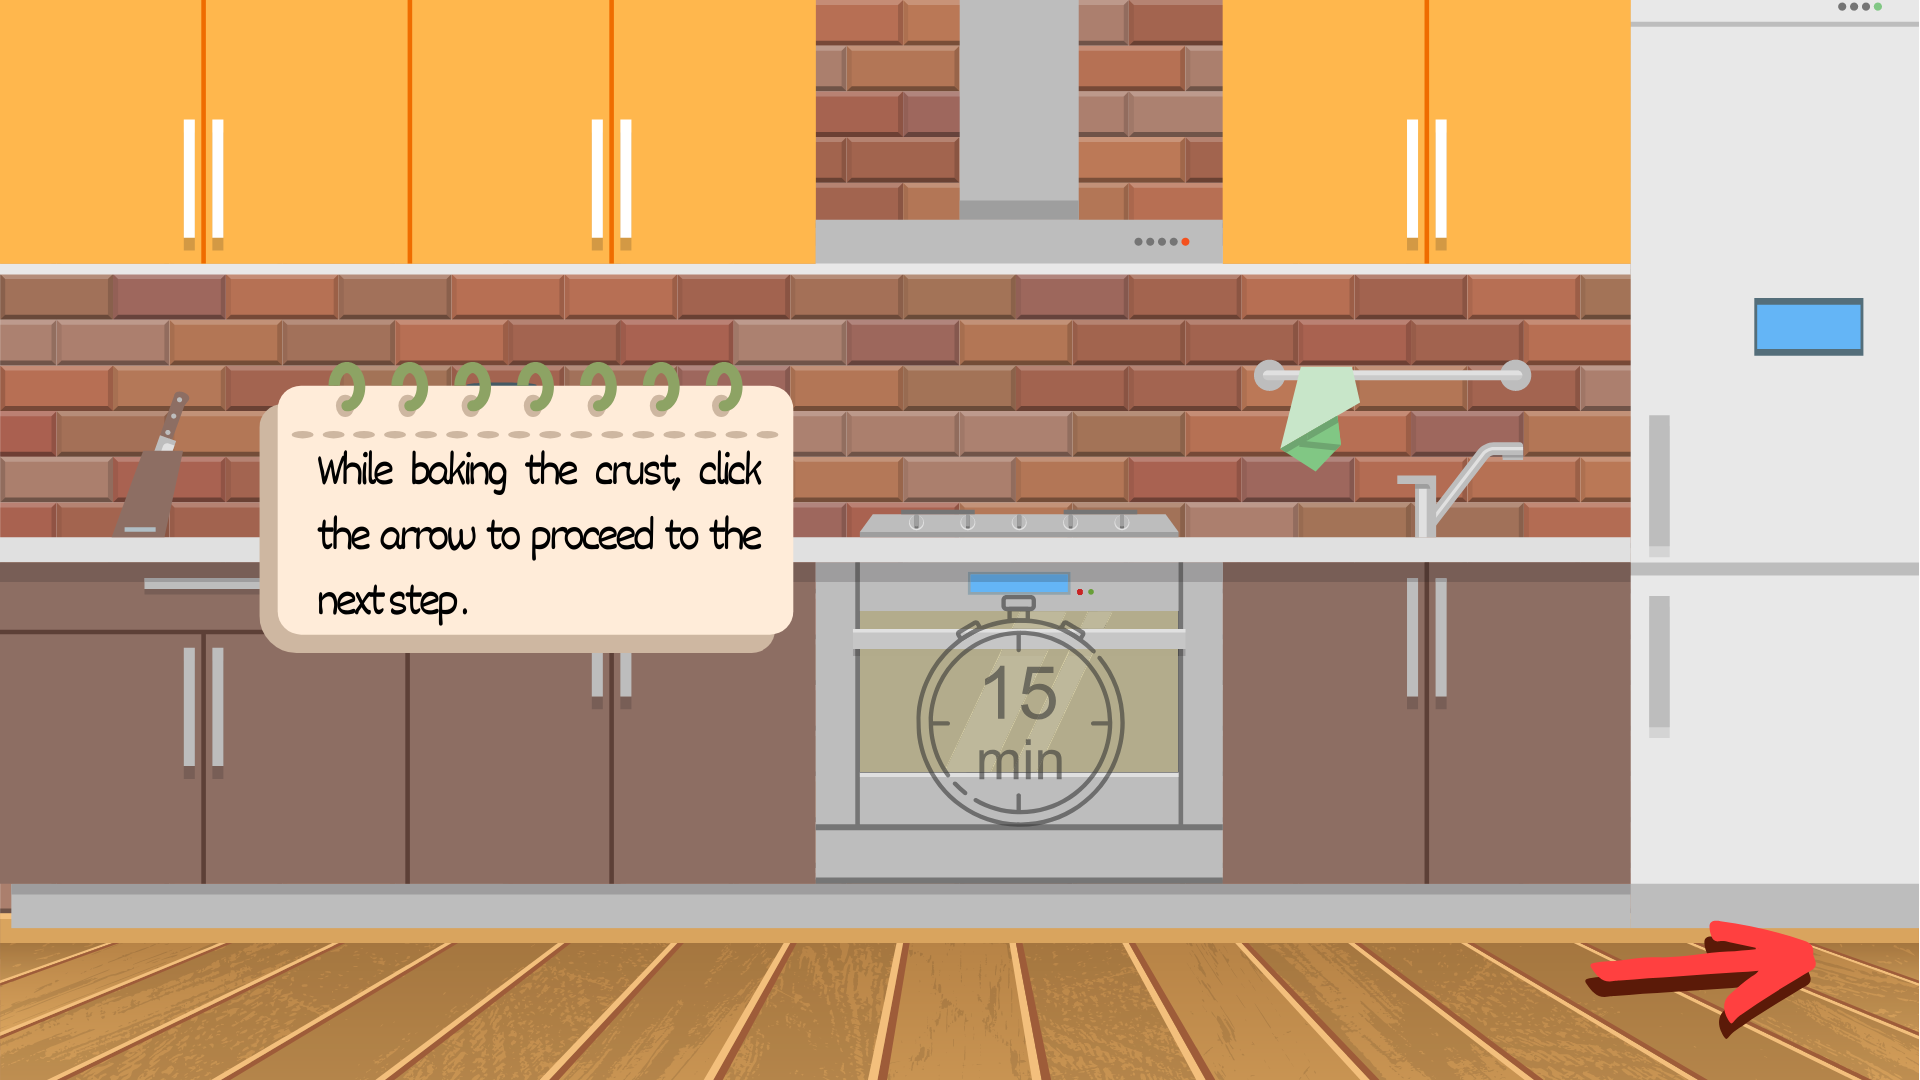 While baking the crust, click
the arrow to proceed to the
next step.
15
min